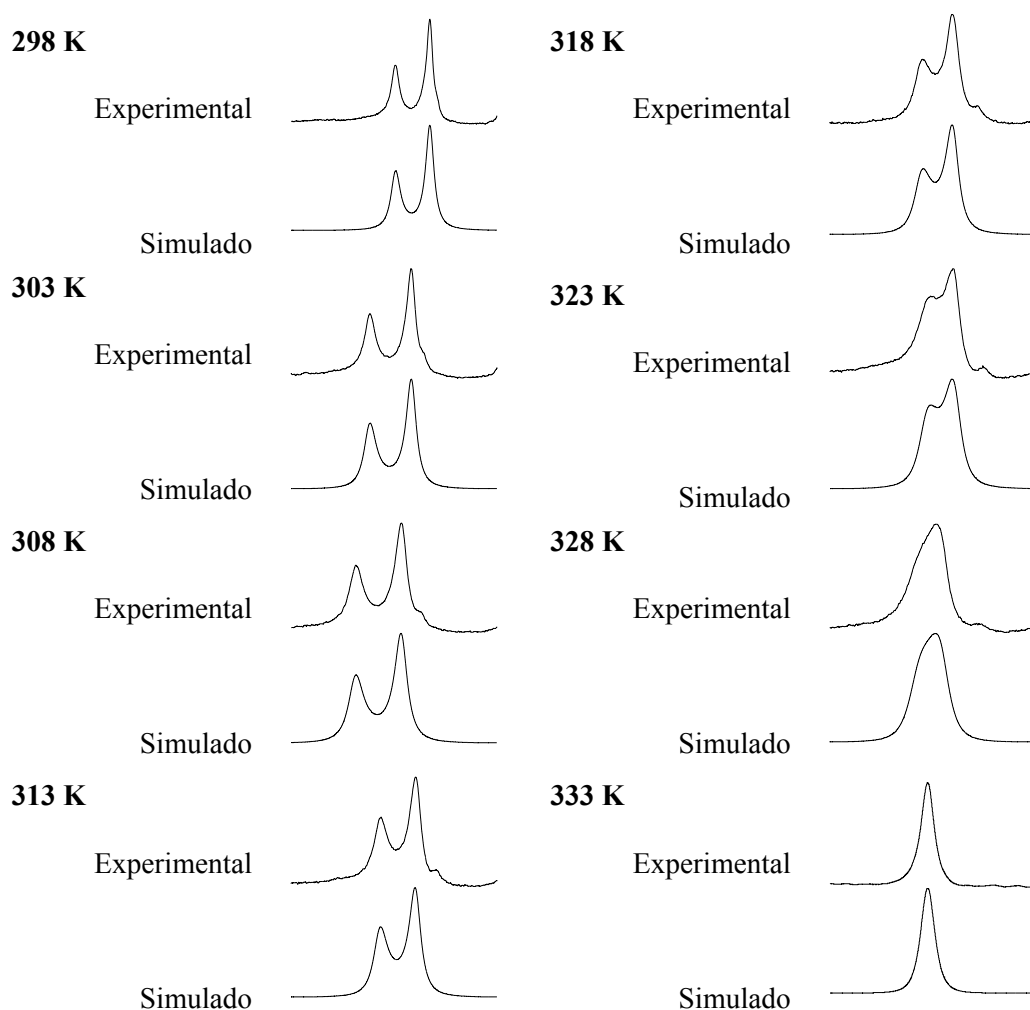 298 K
Experimental
Simulado
303 K
Experimental
Simulado
308 K
Experimental
Simulado
313 K
Experimental
Simulado
318 K
Experimental
Simulado
323 K
Experimental
Simulado
328 K
Experimental
Simulado
333 K
Experimental
Simulado